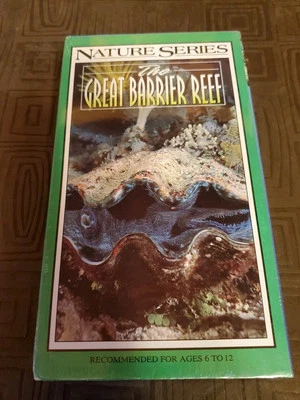 NATURE SERIES
The
GREAT BARRIER REEF
RECOMMENDED FOR AGES 6 TO 12